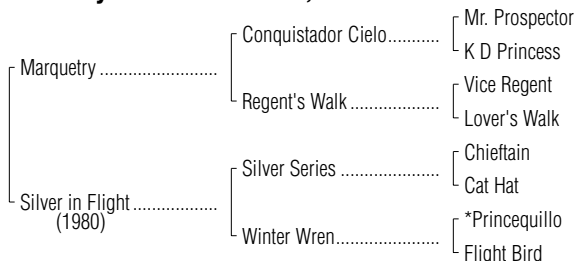 Mr. Prospector
Conquistador Cielo...........
K D Princess
Marquetry ........................
Vice Regent
Regent's Walk ..................
Lover's Walk
Chieftain
Silver Series ....................
Cat Hat
Silver in Flight.................
(1980)
*Princequillo
Winter Wren.....................
Flight Bird